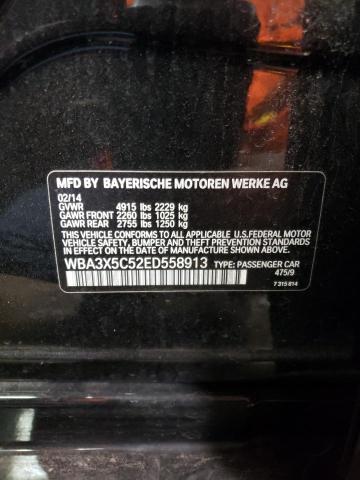 MFD BY BAYERISCHE MOTOREN WERKE AG
02/14
GVWR 4915 lbs 2229 kg
GAWR FRONT 2260 lbs 1025 kg
GAWR REAR 2755 lbs 1250 kg
THIS VEHICLE CONFORMS TO ALL APPLICABLE
U.S.FEDERAL MOTOR
VEHICLE SAFETY, BUMPER AND THEFT PREVENTION STANDARDS
IN EFFECT ON THE DATE OF MANUFACTURE SHOWN ABOVE.
WBA3X5C52ED558913 TYPE: PASSENGER CAR
475/9
7 315 814